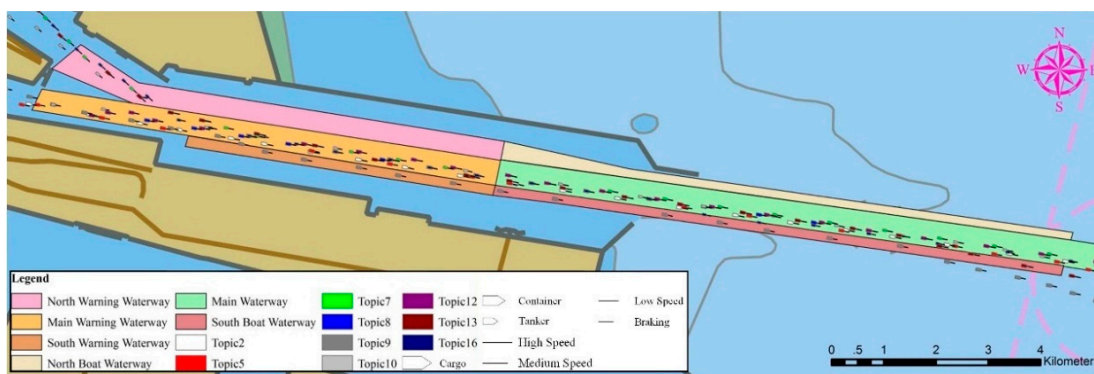 N
W E
S
Legend
North Warning Waterway Main Waterway Topic7 Topic12 Container Low Speed
Main Warning Waterway South Boat Waterway Topic8 Topic13 Tanker Braking
South Warning Waterway Topic2 Topic9 Topic16 High Speed
North Boat Waterway Topic5 Topic10 Cargo Medium Speed
0 .5 1 2 3 4
Kilometer